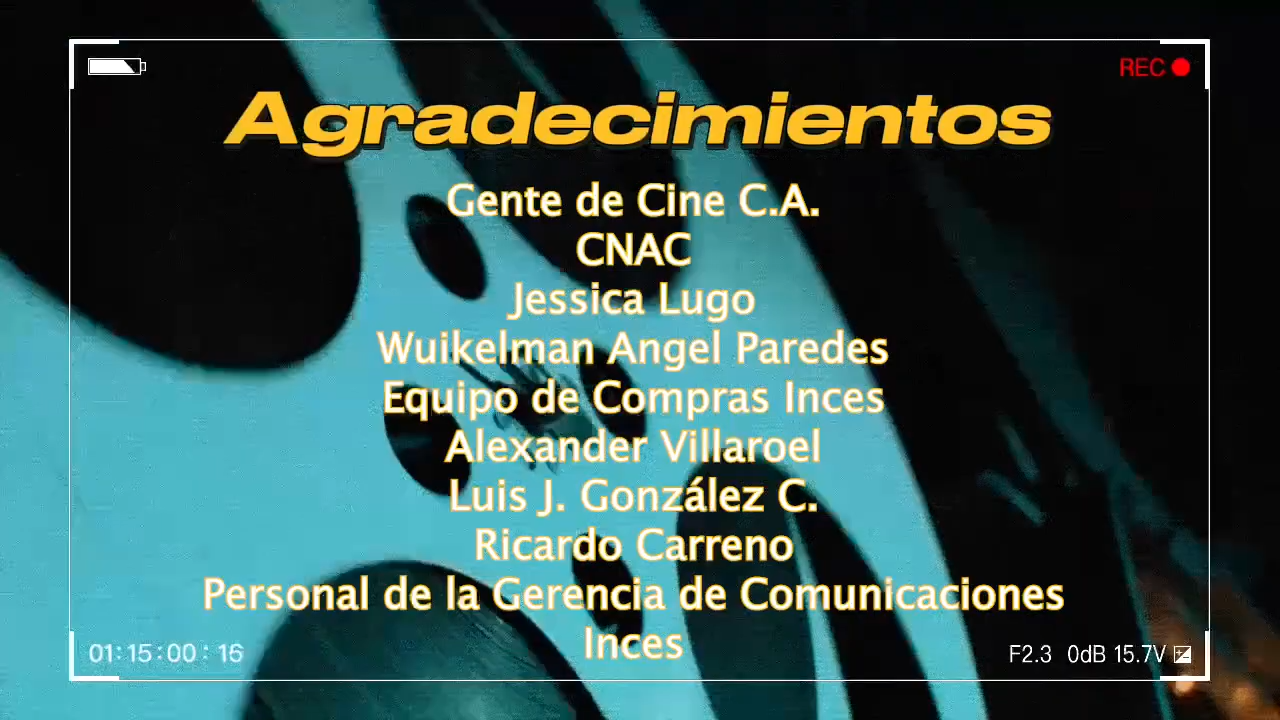 REC
Agradecimientos
Gente de Cine C.A.
CNAC
Jessica Lugo
Wuikelman Angel Paredes
Equipo de Compras Inces
Alexander Villaroel
Luis J. González C.
Ricardo Carreno
Personal de la Gerencia de Comunicaciones
Inces
01:15:00:16
F2.3 0dB 15.7V